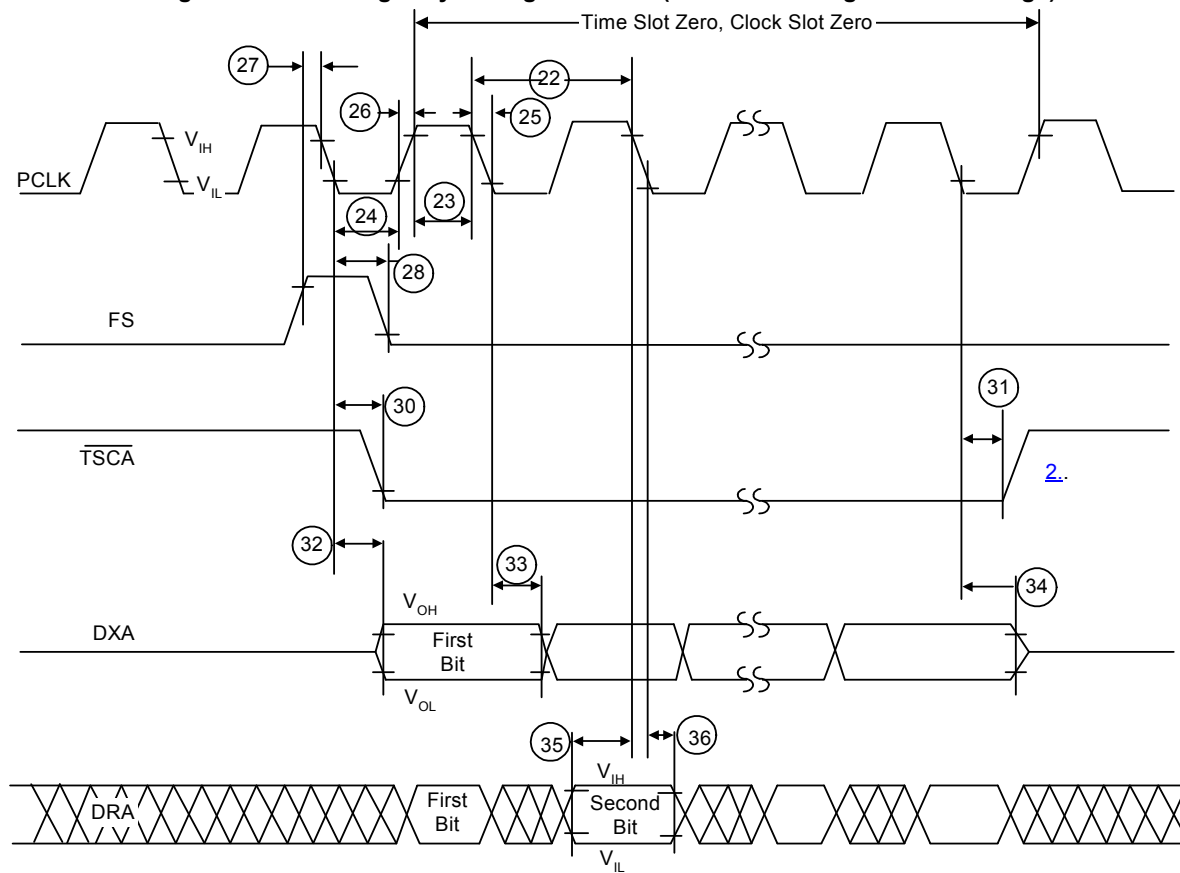 Time Slot Zero, Clock Slot Zero
27
22
26
25
V_IH
PCLK
V_IL
24
23
28
FS
31
30
TSCA
2..
32
33
34
V_OH
DXA
First
Bit
V_OL
35
36
V_IH
DRA
First
Bit
Second
Bit
V_IL